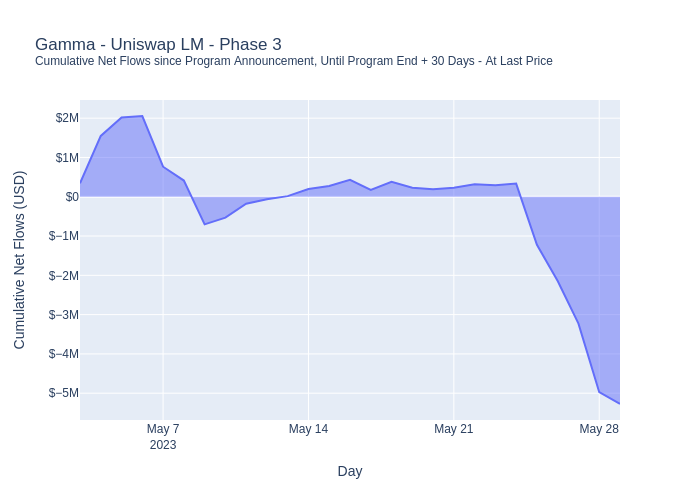 Gamma - Uniswap LM - Phase 3
Cumulative Net Flows since Program Announcement, Until Program End + 30 Days - At Last Price
Cumulative Net Flows (USD)
$2M
$1M
$0
$−1M
$−2M
$−3M
$−4M
$−5M
May 7
2023
May 14
May 21
May 28
Day